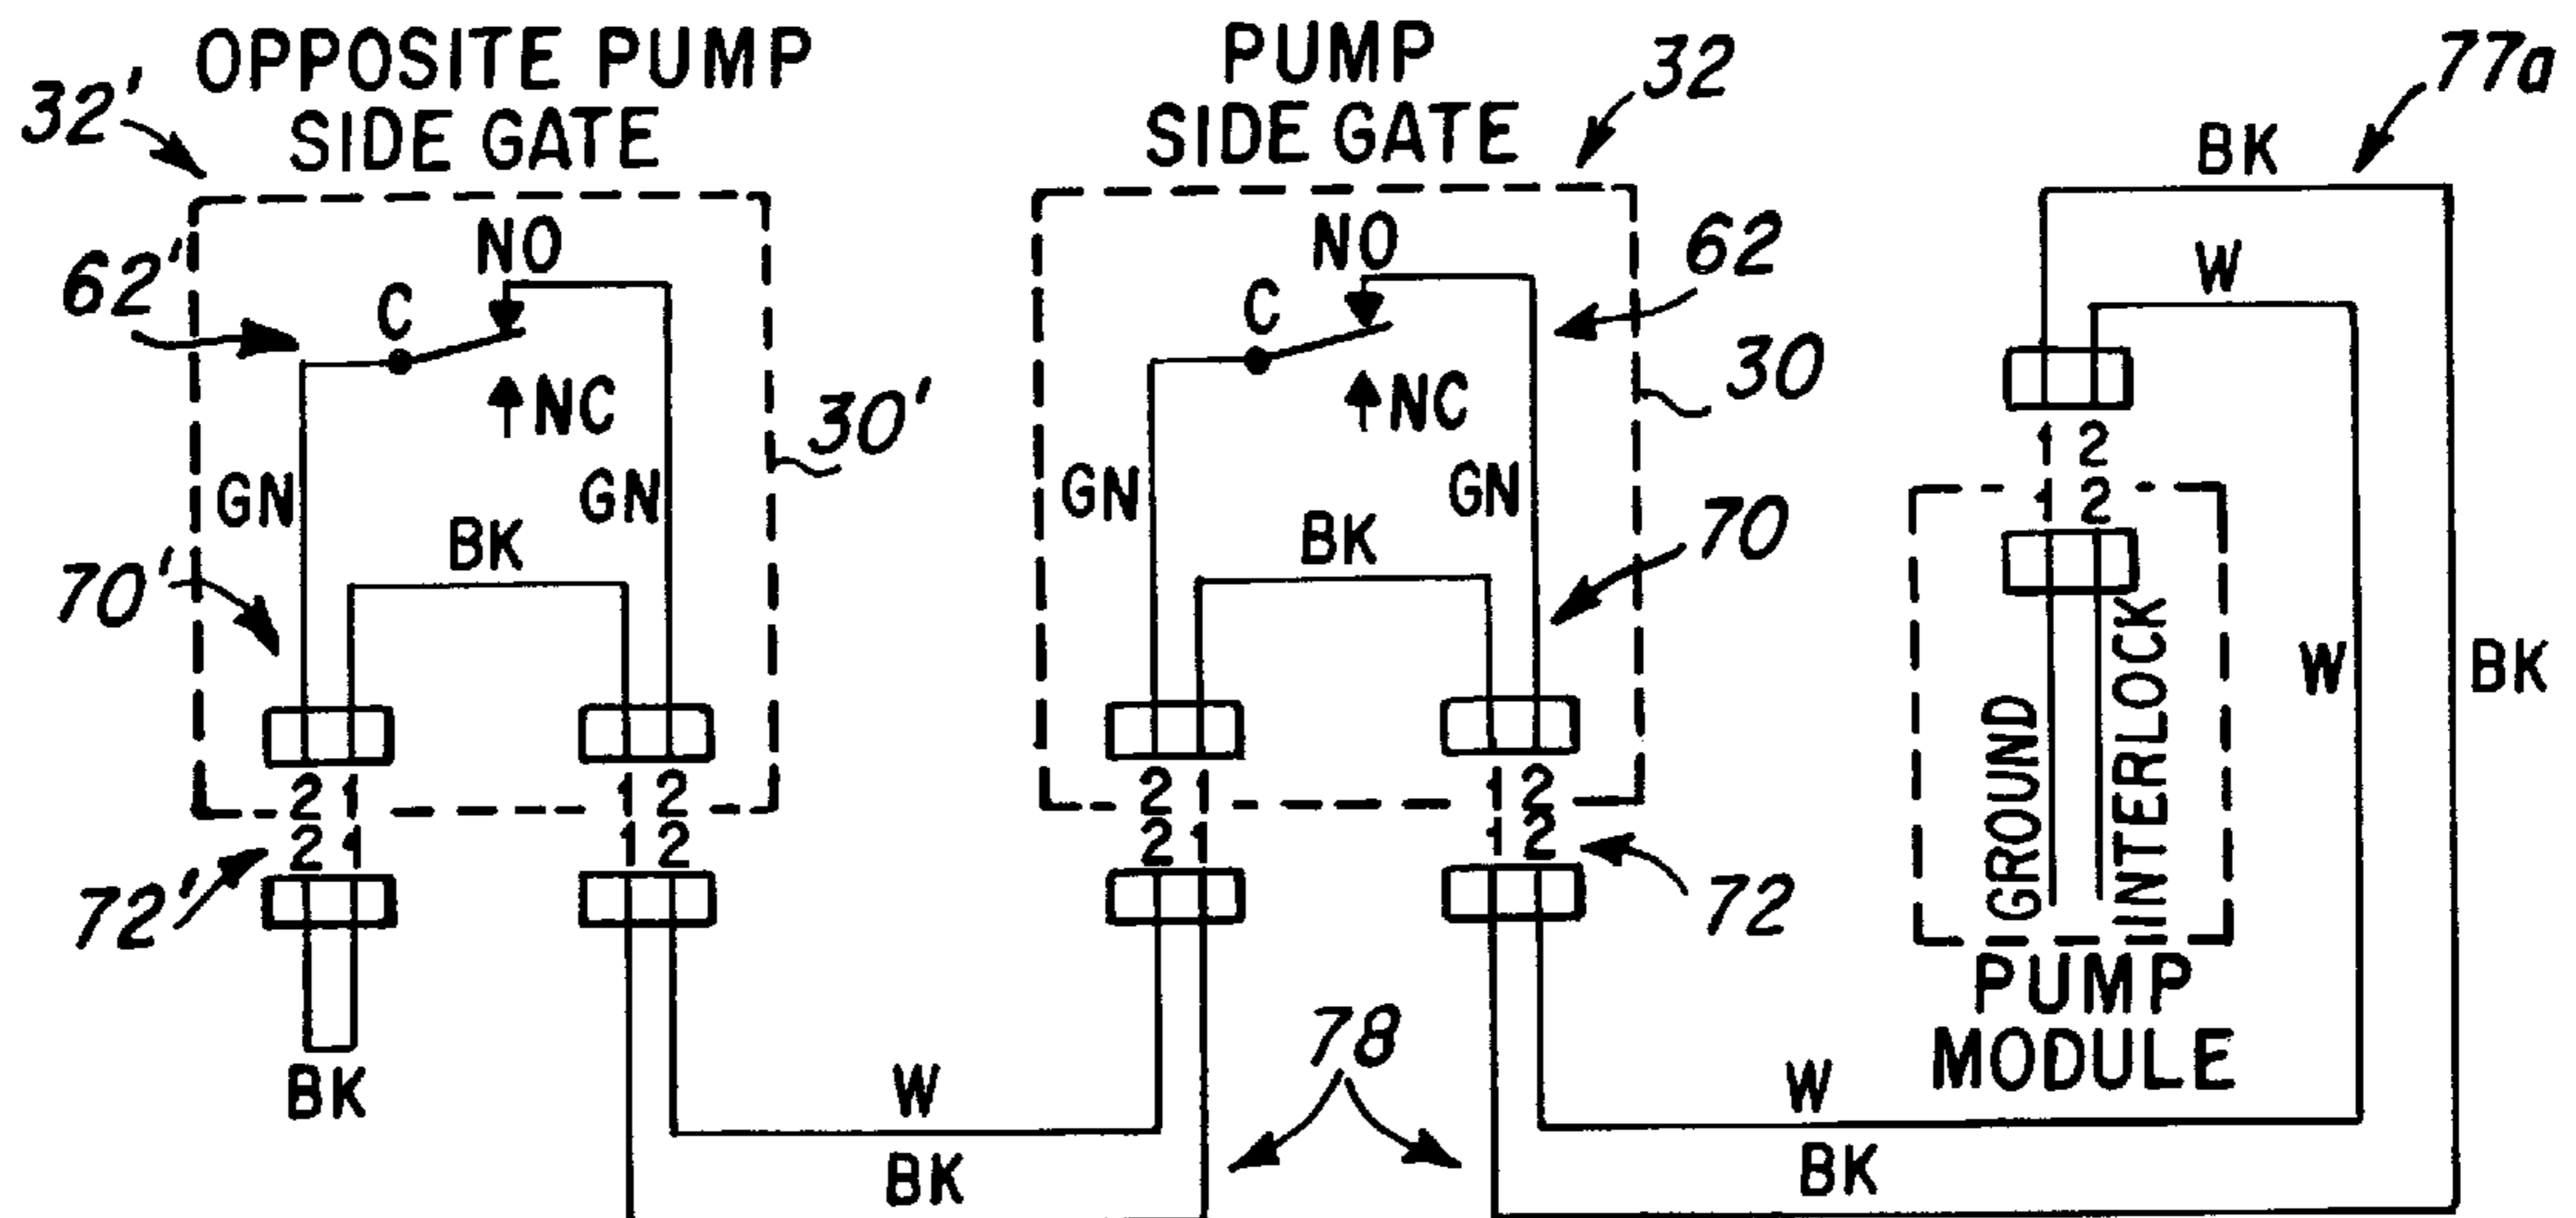 OPPOSITE PUMP
SIDE GATE
PUMP
SIDE GATE
32'
32
77a
BK
NO
NO
62'
62
W
C
C
30
NC
NC
30'
1 2
GN
GN
GN
GN
1 2
BK
BK
70
70'
W
BK
GROUND
INTERLOCK
2 1
1 2
2 1
1 2
2 1
1 2
2 1
1 2
72'
72
PUMP
MODULE
78
BK
W
W
BK
BK